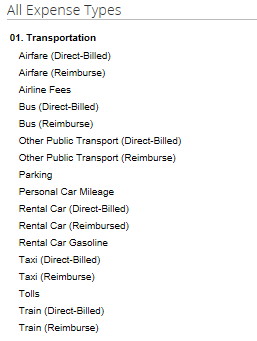 All Expense Types
01. Transportation
Airfare (Direct-Billed)
Airfare (Reimburse)
Airline Fees
Bus (Direct-Billed)
Bus (Reimburse)
Other Public Transport (Direct-Billed)
Other Public Transport (Reimburse)
Parking
Personal Car Mileage
Rental Car (Direct-Billed)
Rental Car (Reimbursed)
Rental Car Gasoline
Taxi (Direct-Billed)
Taxi (Reimburse)
Tolls
Train (Direct-Billed)
Train (Reimburse)